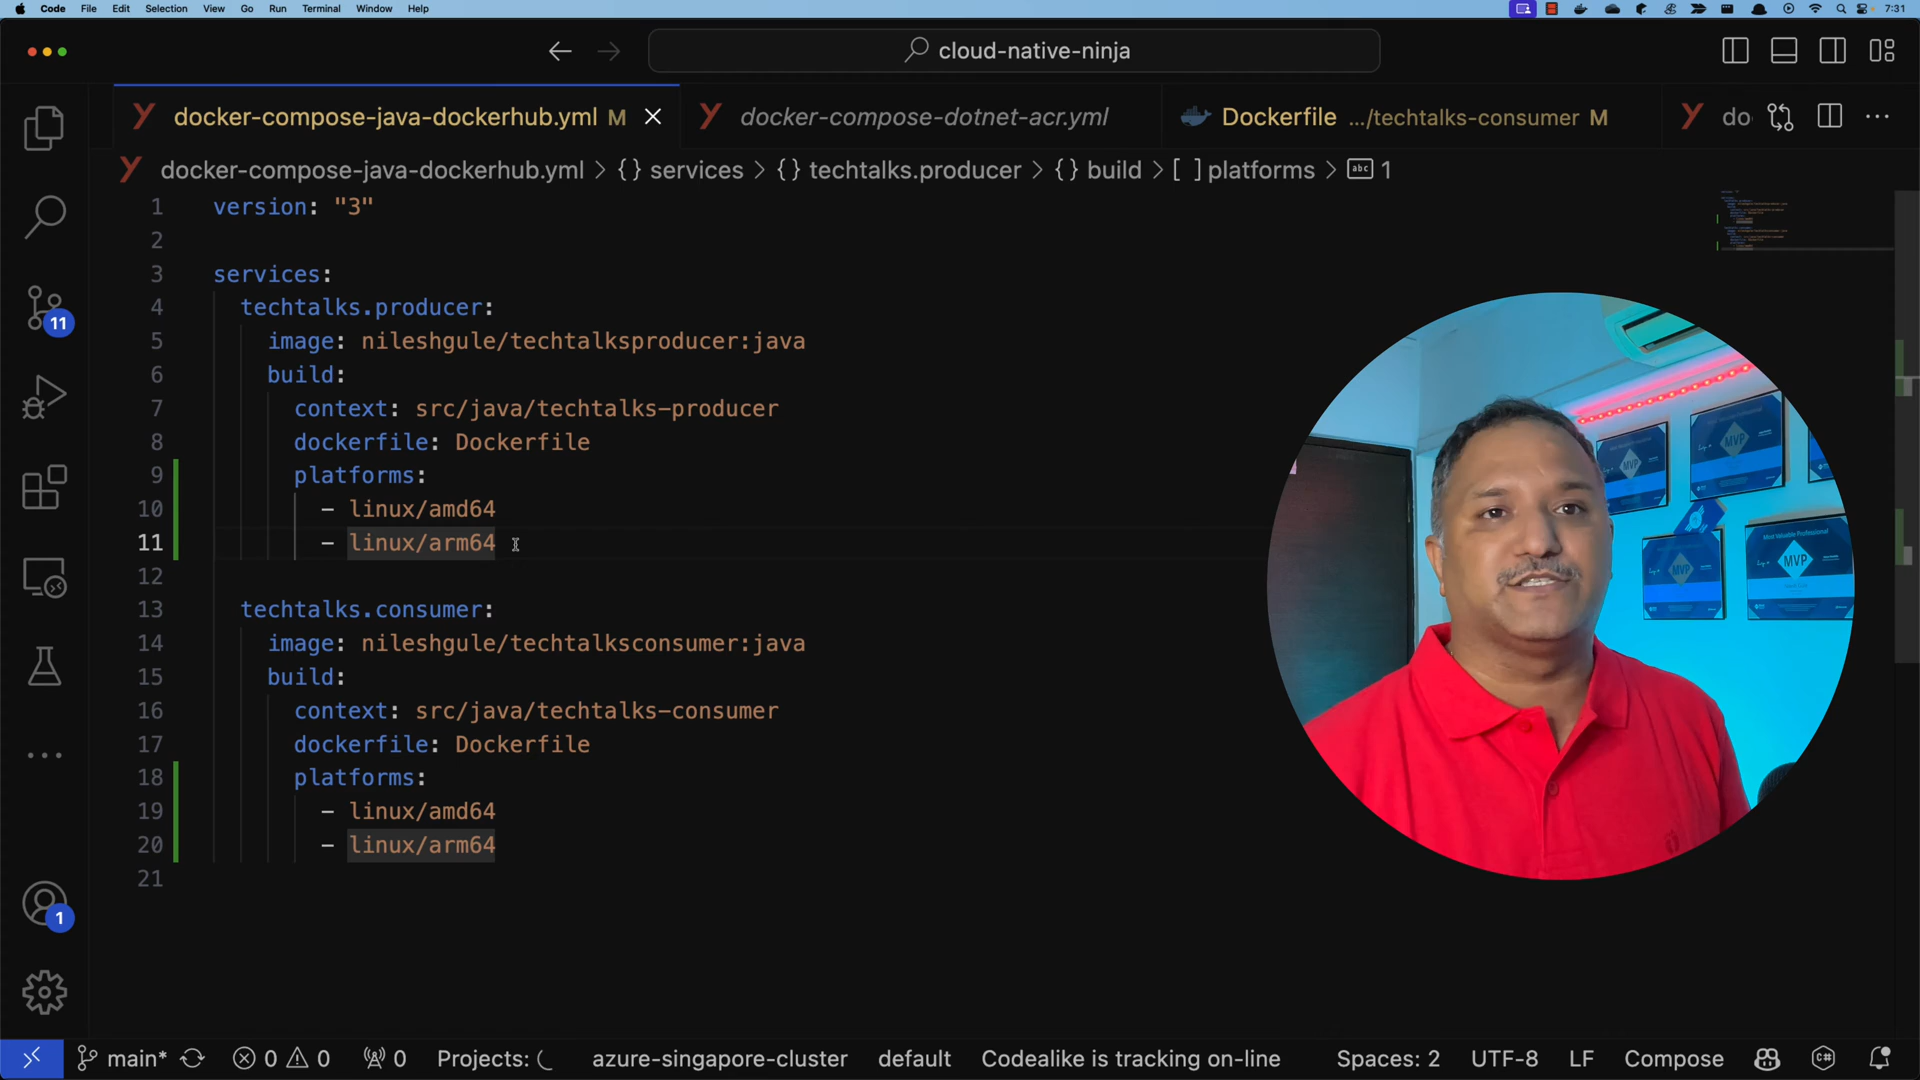 Code File Edit Selection View Go Run Terminal Window Help 7:31
cloud-native-ninja
docker-compose-java-dockerhub.yml M docker-compose-dotnet-acr.yml Dockerfile .../techtalks-consumer M do
docker-compose-java-dockerhub.yml > {} services > {} techtalks.producer > {} build > [ ] platforms > abc 1
1 version: "3"
2
3 services:
4 techtalks.producer:
5 image: nileshgule/techtalksproducer:java
6 build:
7 context: src/java/techtalks-producer
8 dockerfile: Dockerfile
9 platforms:
10 - linux/amd64
11 - linux/arm64
12
13 techtalks.consumer:
14 image: nileshgule/techtalksconsumer:java
15 build:
16 context: src/java/techtalks-consumer
17 dockerfile: Dockerfile
18 platforms:
19 - linux/amd64
20 - linux/arm64
21
11
1
MVP
MVP
MVP
MVP
main* 0 0 0 Projects: azure-singapore-cluster default Codealike is tracking on-line Spaces: 2 UTF-8 LF Compose